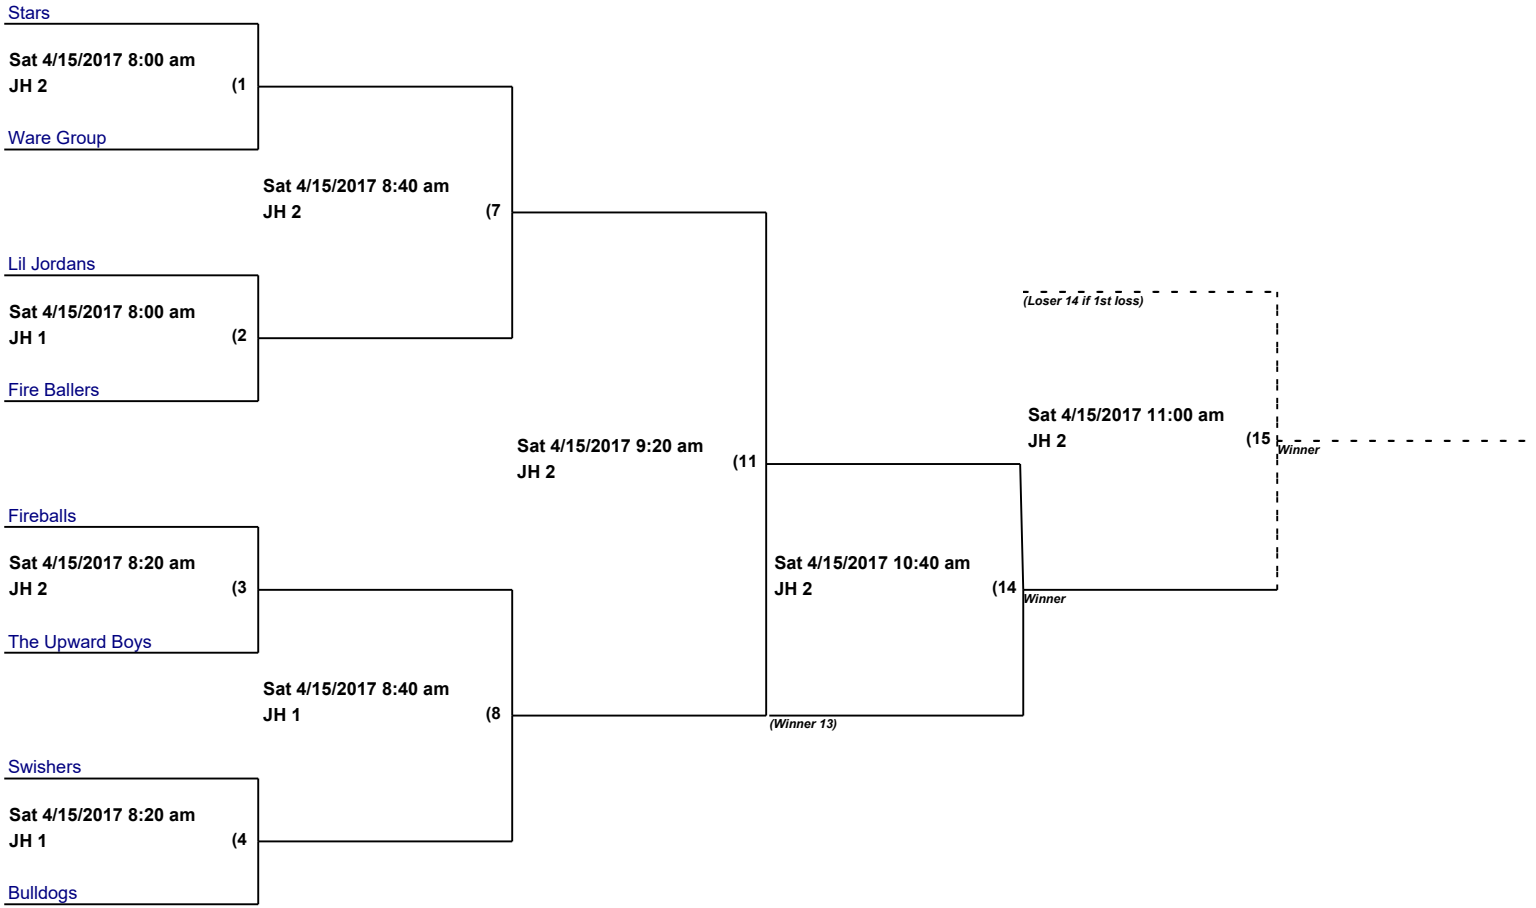 Stars
Sat 4/15/2017 8:00 am
JH 2 (1
Ware Group
Sat 4/15/2017 8:40 am
JH 2 (7
Lil Jordans
Sat 4/15/2017 8:00 am
JH 1 (2
Fire Ballers
(Loser 14 if 1st loss)
Sat 4/15/2017 11:00 am
JH 2 (15
Winner
Sat 4/15/2017 9:20 am
JH 2 (11
Fireballs
Sat 4/15/2017 8:20 am
JH 2 (3
The Upward Boys
Sat 4/15/2017 10:40 am
JH 2 (14
Winner
Sat 4/15/2017 8:40 am
JH 1 (8
(Winner 13)
Swishers
Sat 4/15/2017 8:20 am
JH 1 (4
Bulldogs